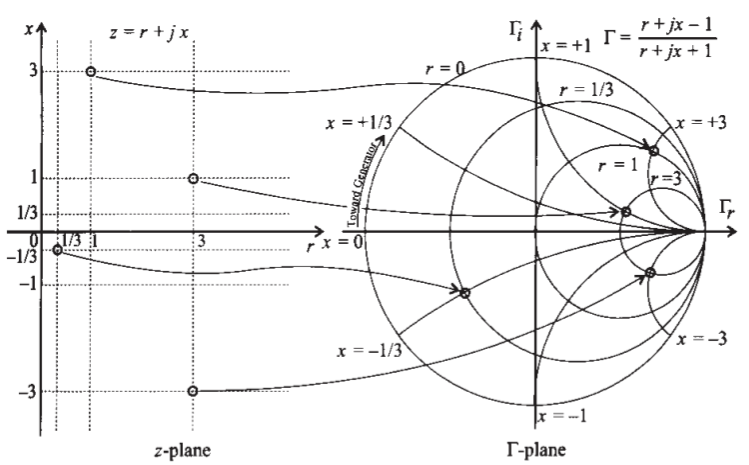 x
z = r + j x
Γi
x = +1
Γ = r + jx − 1 / r + jx + 1
3
r = 0
r = 1/3
x = +1/3
x = +3
Toward Generator
1
r = 1
r = 3
1/3
Γr
0
1/3
1
3
r
x = 0
0
−1/3
−1
x = −1/3
x = −3
−3
x = −1
z-plane
Γ-plane